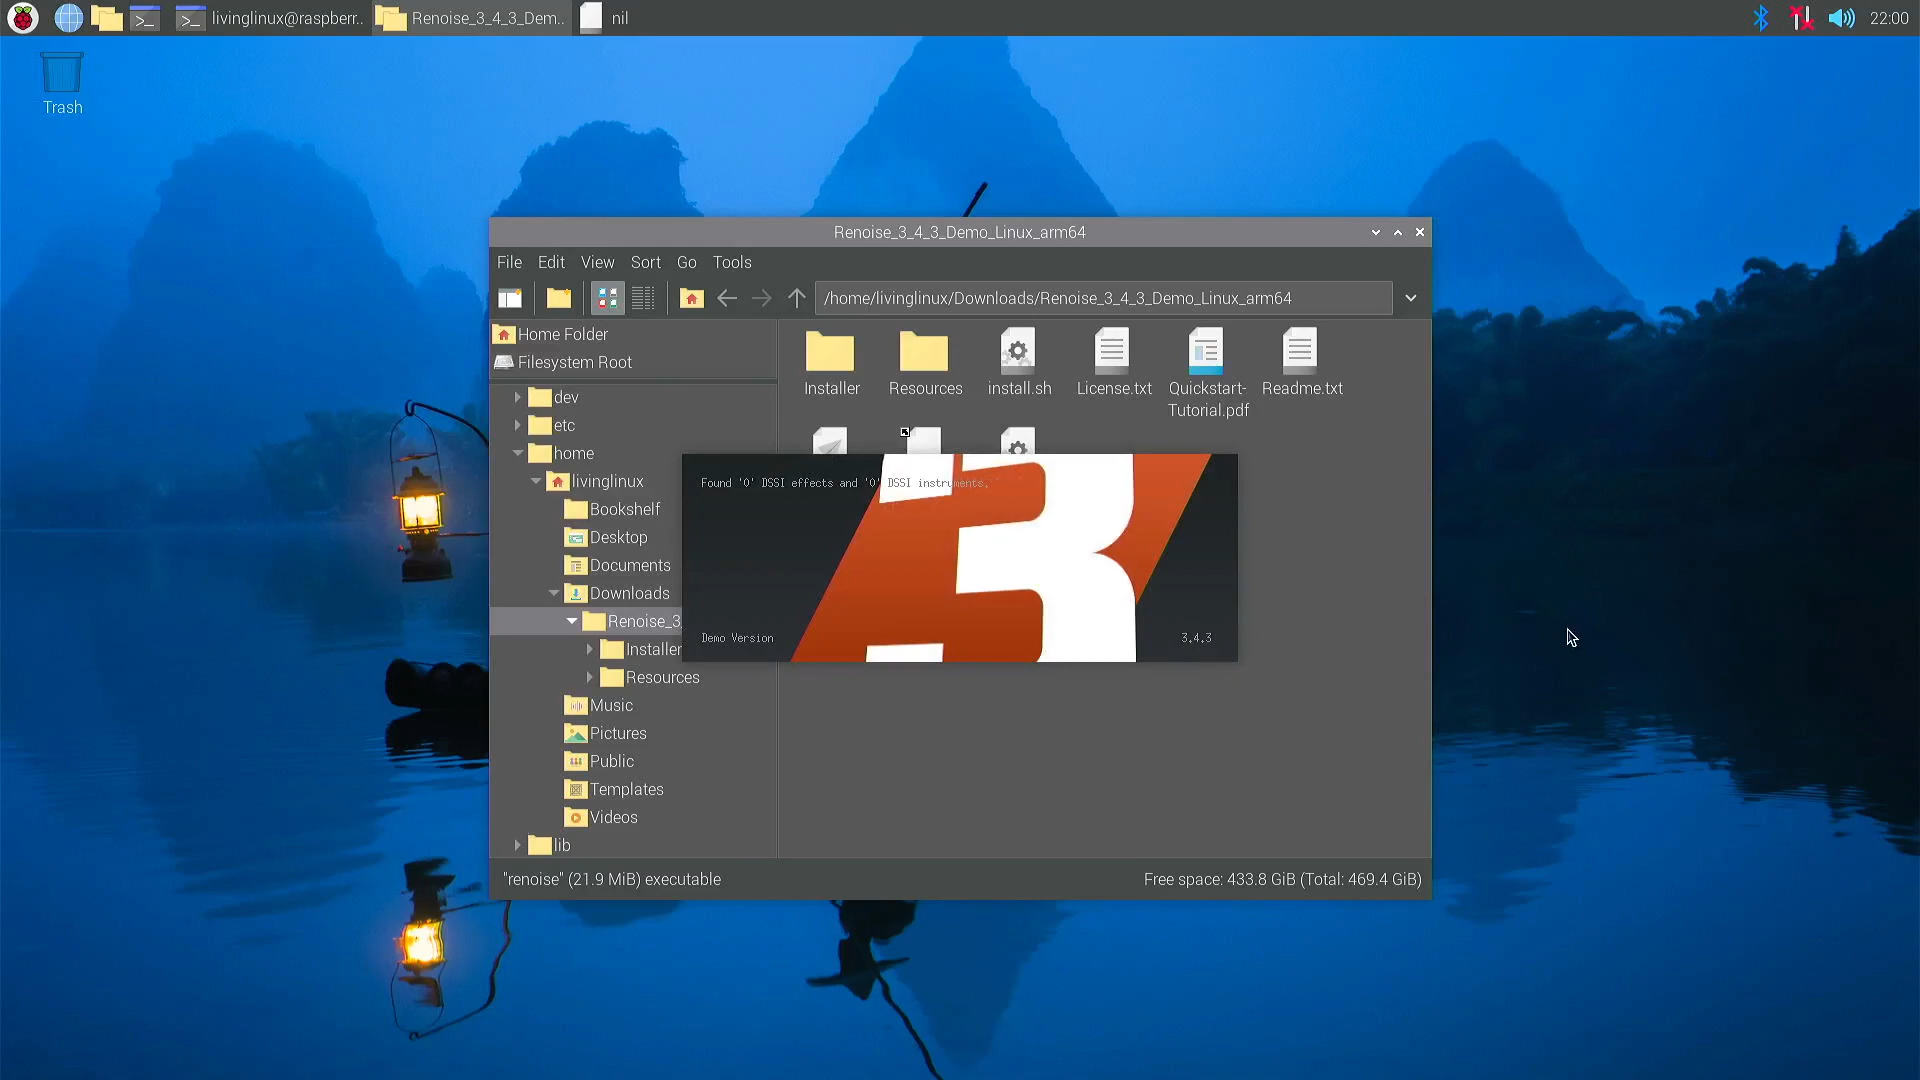 livinglinux@raspberr..
Renoise_3_4_3_Dem..
nil
22:00
Trash
Renoise_3_4_3_Demo_Linux_arm64
File Edit View Sort Go Tools
/home/livinglinux/Downloads/Renoise_3_4_3_Demo_Linux_arm64
Home Folder
Filesystem Root
dev
etc
home
livinglinux
Bookshelf
Desktop
Documents
Downloads
Renoise_3
Installer
Resources
Music
Pictures
Public
Templates
Videos
lib
Installer
Resources
install.sh
License.txt
Quickstart-
Tutorial.pdf
Readme.txt
Found '0' DSSI effects and '0' DSSI instruments.
Demo Version
3.4.3
"renoise" (21.9 MiB) executable
Free space: 433.8 GiB (Total: 469.4 GiB)